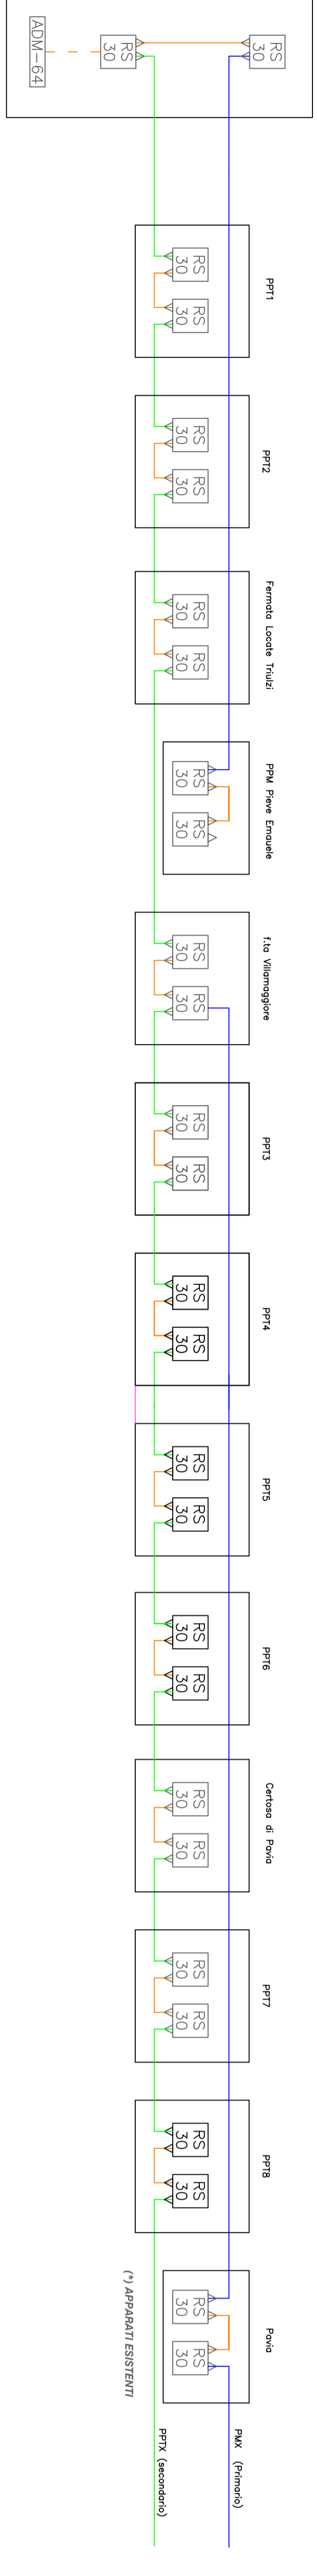 ADM-64
RS
30
RS
30
PPT1
RS
30
RS
30
PPT2
RS
30
RS
30
Fermata Locate Triulzi
RS
30
RS
30
PPM Pieve Emauele
RS
30
RS
30
f.ta Villamaggiore
RS
30
RS
30
PPT3
RS
30
RS
30
PPT4
RS
30
RS
30
PPT5
RS
30
RS
30
PPT6
RS
30
RS
30
Certosa di Pavia
RS
30
RS
30
PPT7
RS
30
RS
30
PPT8
RS
30
RS
30
Pavia
RS
30
RS
30
(*) APPARATI ESISTENTI
PMX (Primario)
PPTX (secondario)